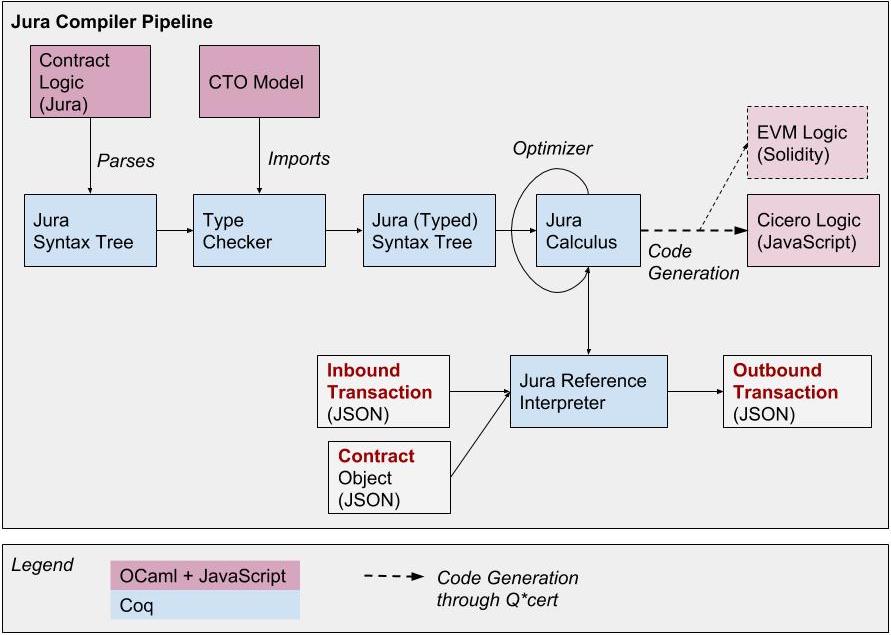 Jura Compiler Pipeline
Contract
Logic
(Jura)
CTO Model
Parses
Imports
Optimizer
EVM Logic
(Solidity)
Jura
Syntax Tree
Type
Checker
Jura (Typed)
Syntax Tree
Jura
Calculus
Code
Generation
Cicero Logic
(JavaScript)
Inbound
Transaction
(JSON)
Contract
Object
(JSON)
Jura Reference
Interpreter
Outbound
Transaction
(JSON)
Legend
OCaml + JavaScript
Coq
Code Generation
through Q*cert